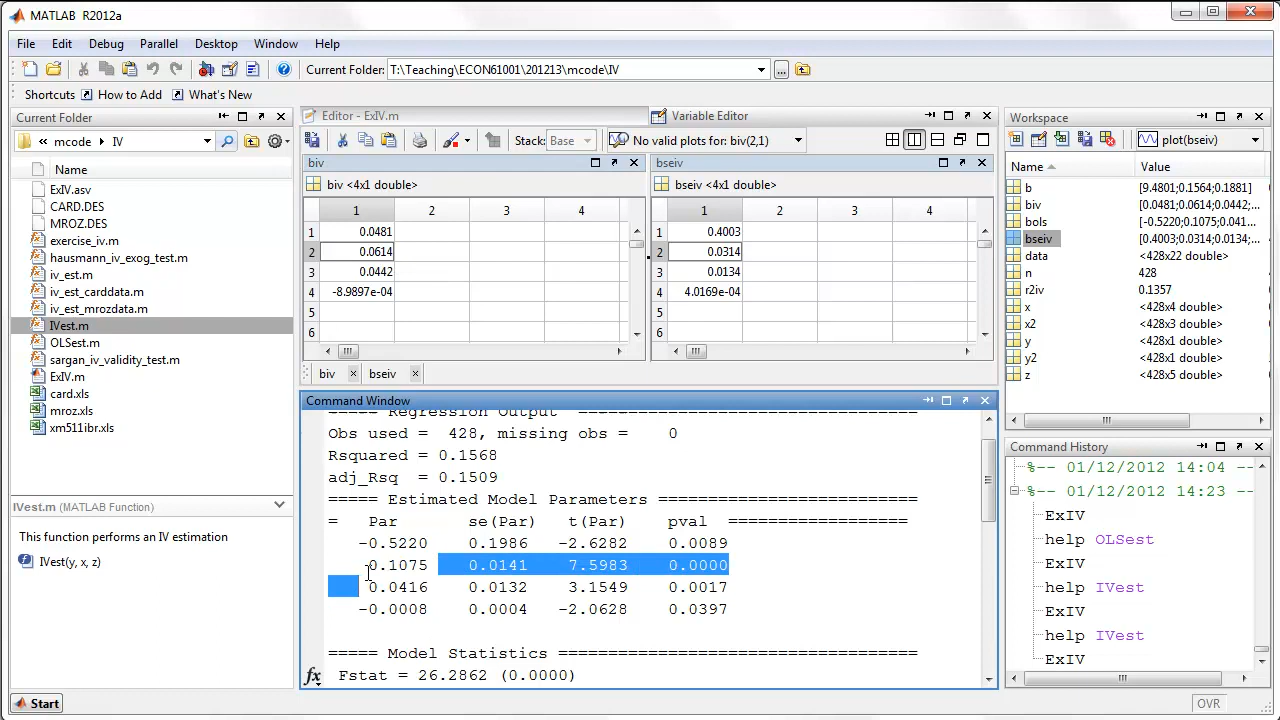 MATLAB R2012a
File Edit Debug Parallel Desktop Window Help
Current Folder: T:\Teaching\ECON61001\201213\mcode\IV
Shortcuts How to Add What's New
Current Folder
« mcode ▸ IV
Name
ExIV.asv
CARD.DES
MROZ.DES
exercise_iv.m
hausmann_iv_exog_test.m
iv_est.m
iv_est_carddata.m
iv_est_mrozdata.m
IVest.m
OLSest.m
sargan_iv_validity_test.m
ExIV.m
card.xls
mroz.xls
xm511ibr.xls
IVest.m (MATLAB Function)
This function performs an IV estimation
IVest(y, x, z)
Editor - ExIV.m
Variable Editor
Stack: Base
No valid plots for: biv(2,1)
biv
biv <4x1 double>
1 2 3 4
1 0.0481
2 0.0614
3 0.0442
4 -8.9897e-04
5
6
bseiv
bseiv <4x1 double>
1 2 3 4
1 0.4003
2 0.0314
3 0.0134
4 4.0169e-04
5
6
biv × bseiv ×
Command Window
===== Regression Output ==================================
Obs used = 428, missing obs = 0
Rsquared = 0.1568
adj_Rsq = 0.1509
===== Estimated Model Parameters ===========================
= Par se(Par) t(Par) pval ==================
-0.5220 0.1986 -2.6282 0.0089
0.1075 0.0141 7.5983 0.0000
0.0416 0.0132 3.1549 0.0017
-0.0008 0.0004 -2.0628 0.0397
===== Model Statistics ====================================
Fstat = 26.2862 (0.0000)
fx
Workspace
plot(bseiv)
Name Value
b [9.4801;0.1564;0.1881]
biv [0.0481;0.0614;0.0442;...
bols [-0.5220;0.1075;0.041...
bseiv [0.4003;0.0314;0.0134;...
data <428x22 double>
n 428
r2iv 0.1357
x <428x4 double>
x2 <428x3 double>
y <428x1 double>
y2 <428x1 double>
z <428x5 double>
Command History
%-- 01/12/2012 14:04 --
%-- 01/12/2012 14:23 --
ExIV
help OLSest
ExIV
help IVest
ExIV
help IVest
ExIV
Start
OVR